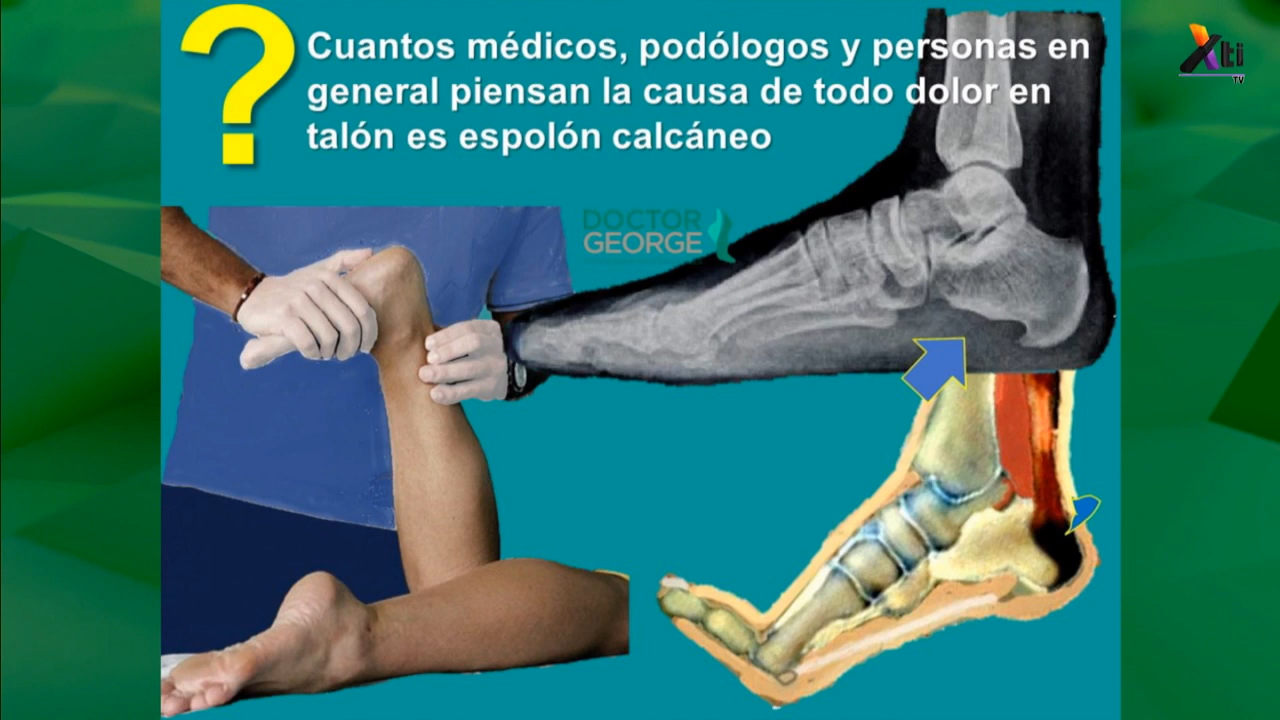 ?
Cuantos médicos, podólogos y personas en
general piensan la causa de todo dolor en
talón es espolón calcáneo
DOCTOR
GEORGE
Xti
TV